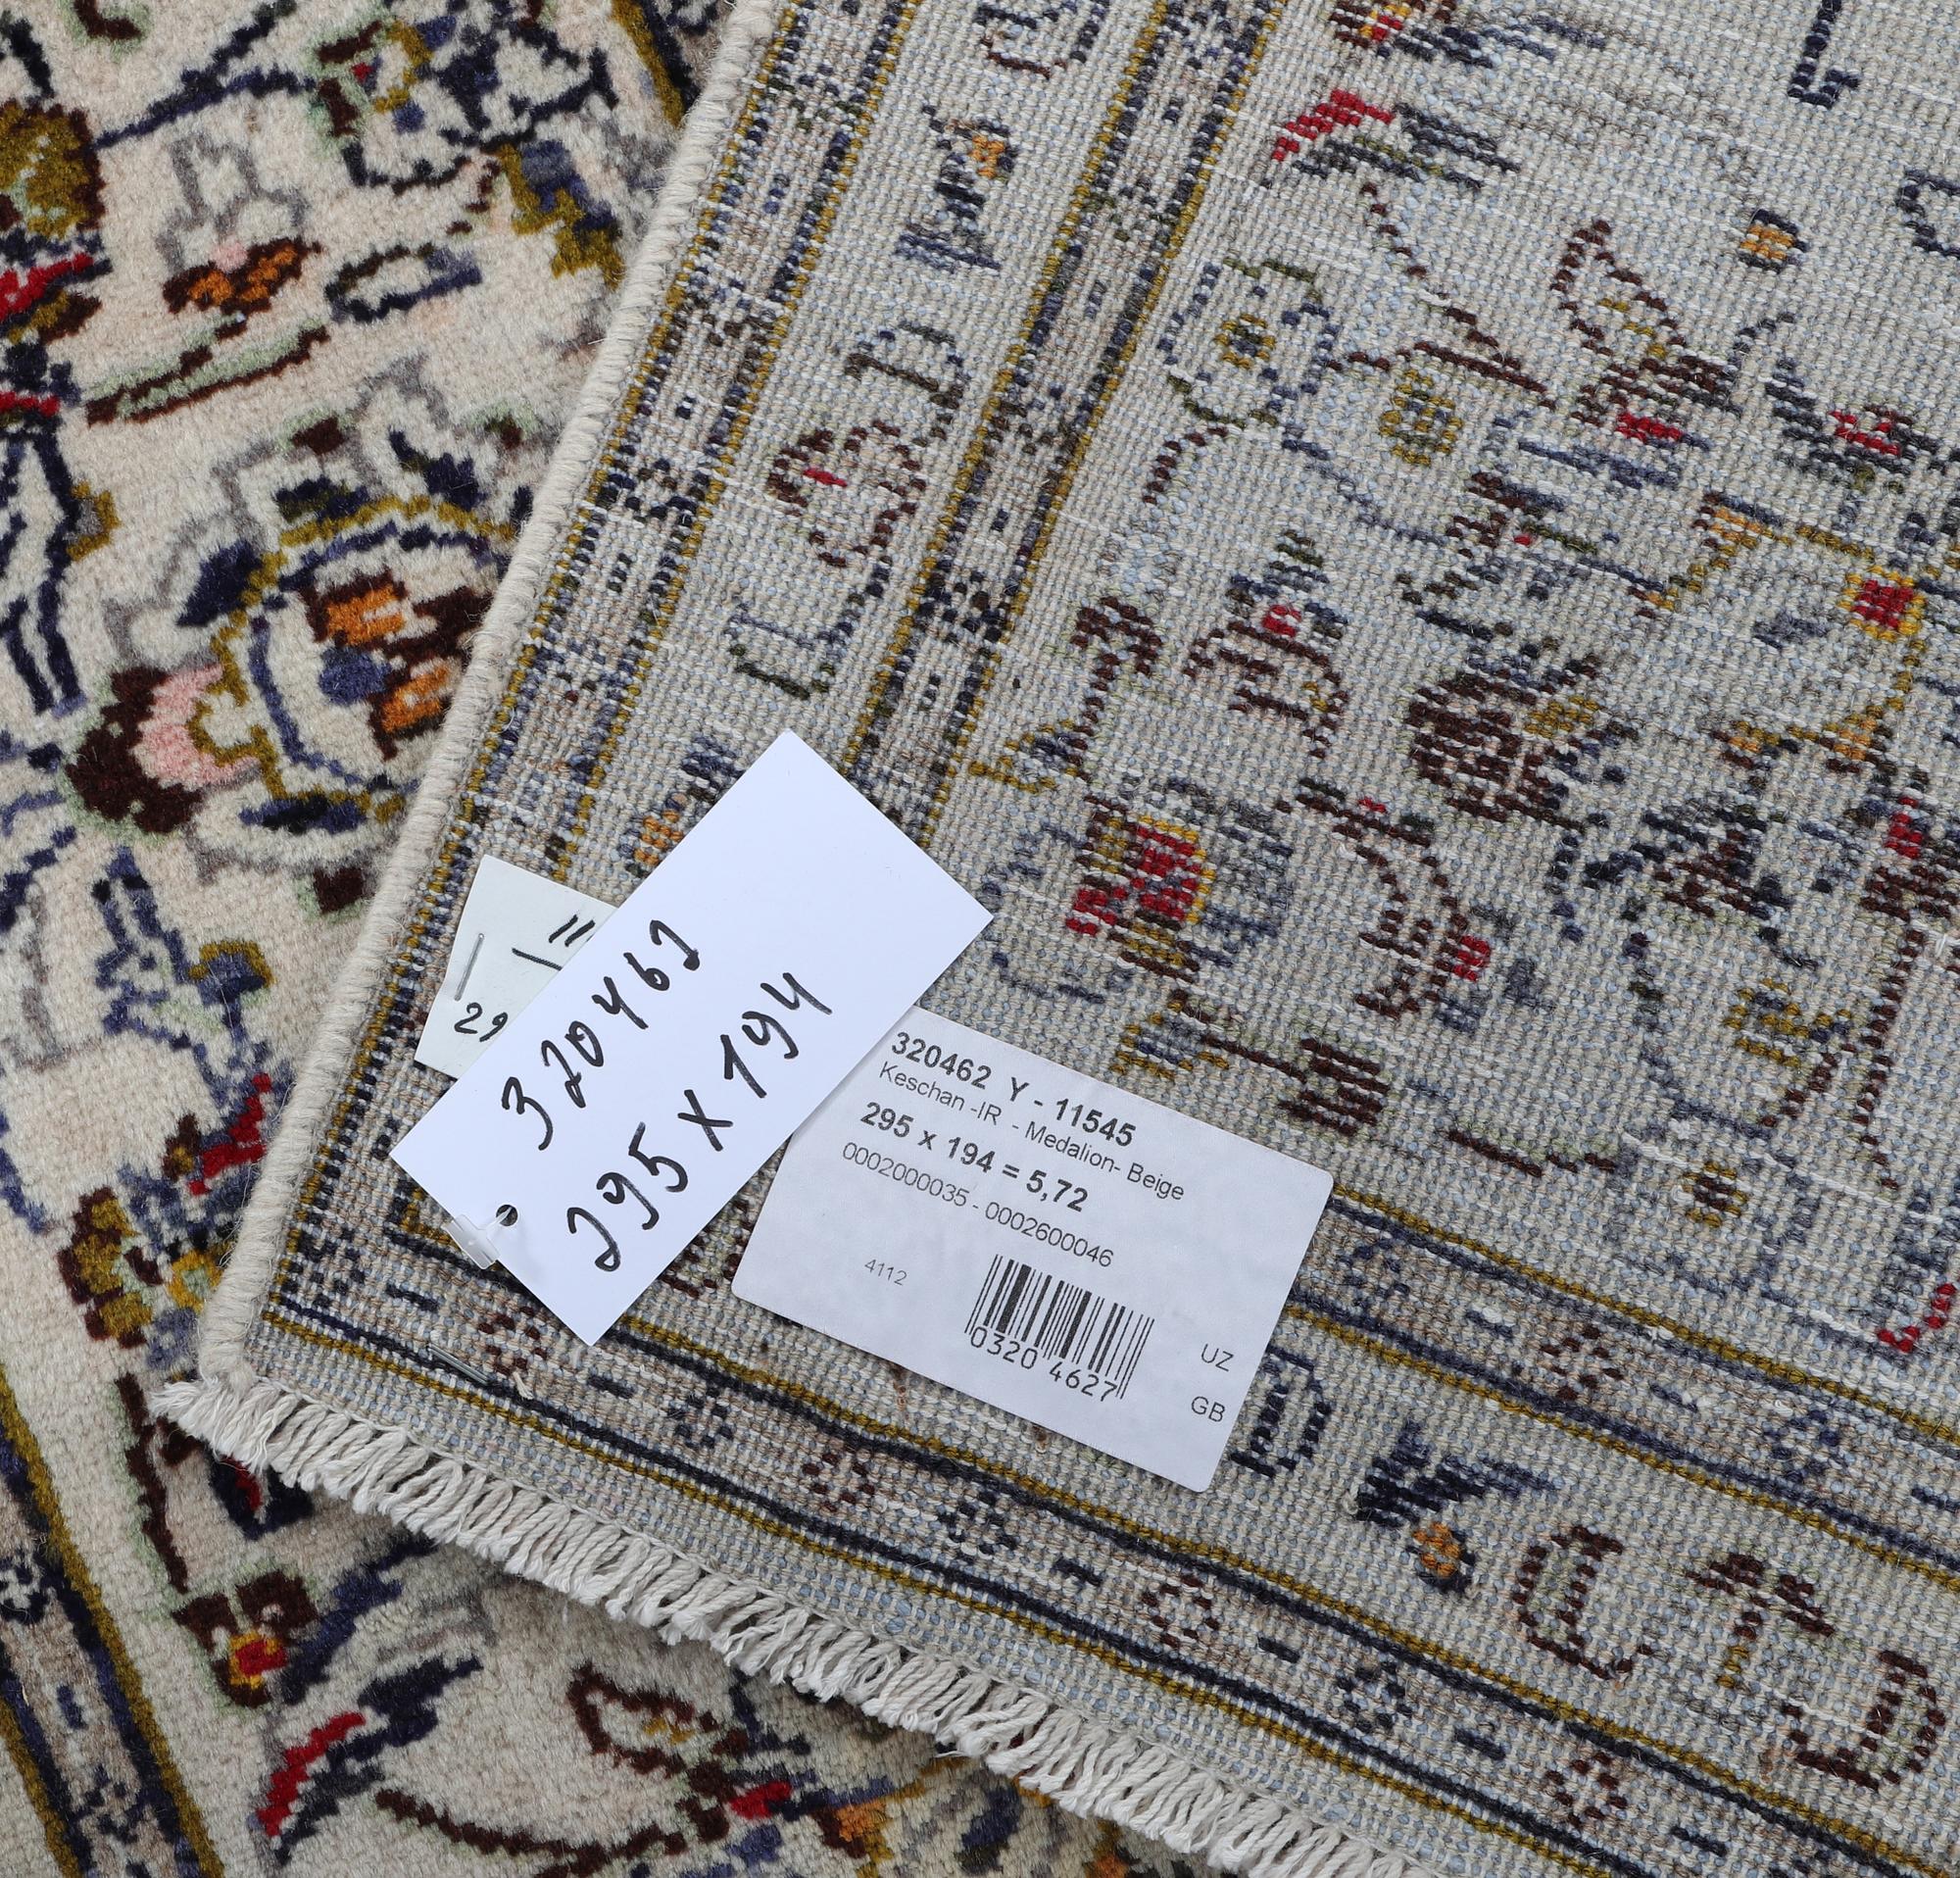 11
29
320462
295 x 194
320462 Y - 11545
Keschan -IR - Medalion- Beige
295 x 194 = 5,72
0002000035 - 0002600046
4112
0320 4627
UZ
GB